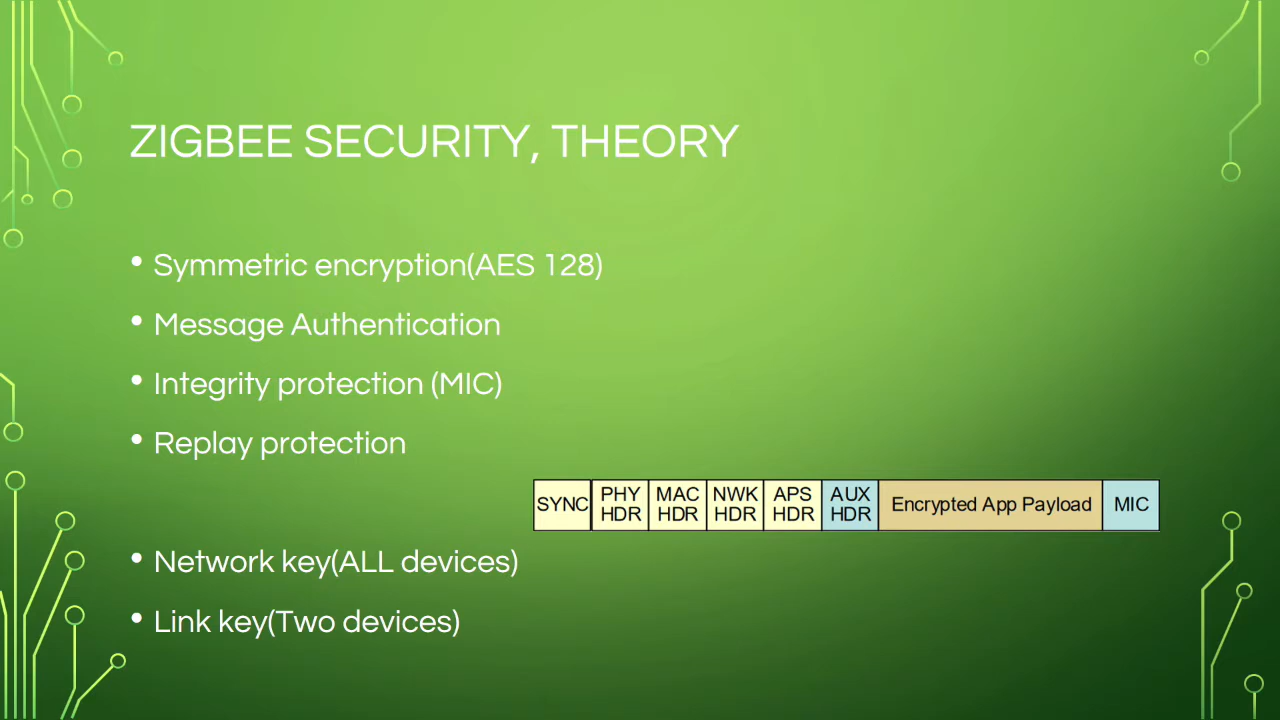 ZIGBEE SECURITY, THEORY
• Symmetric encryption(AES 128)
• Message Authentication
• Integrity protection (MIC)
• Replay protection
SYNC PHY HDR MAC HDR NWK HDR APS HDR AUX HDR Encrypted App Payload MIC
• Network key(ALL devices)
• Link key(Two devices)